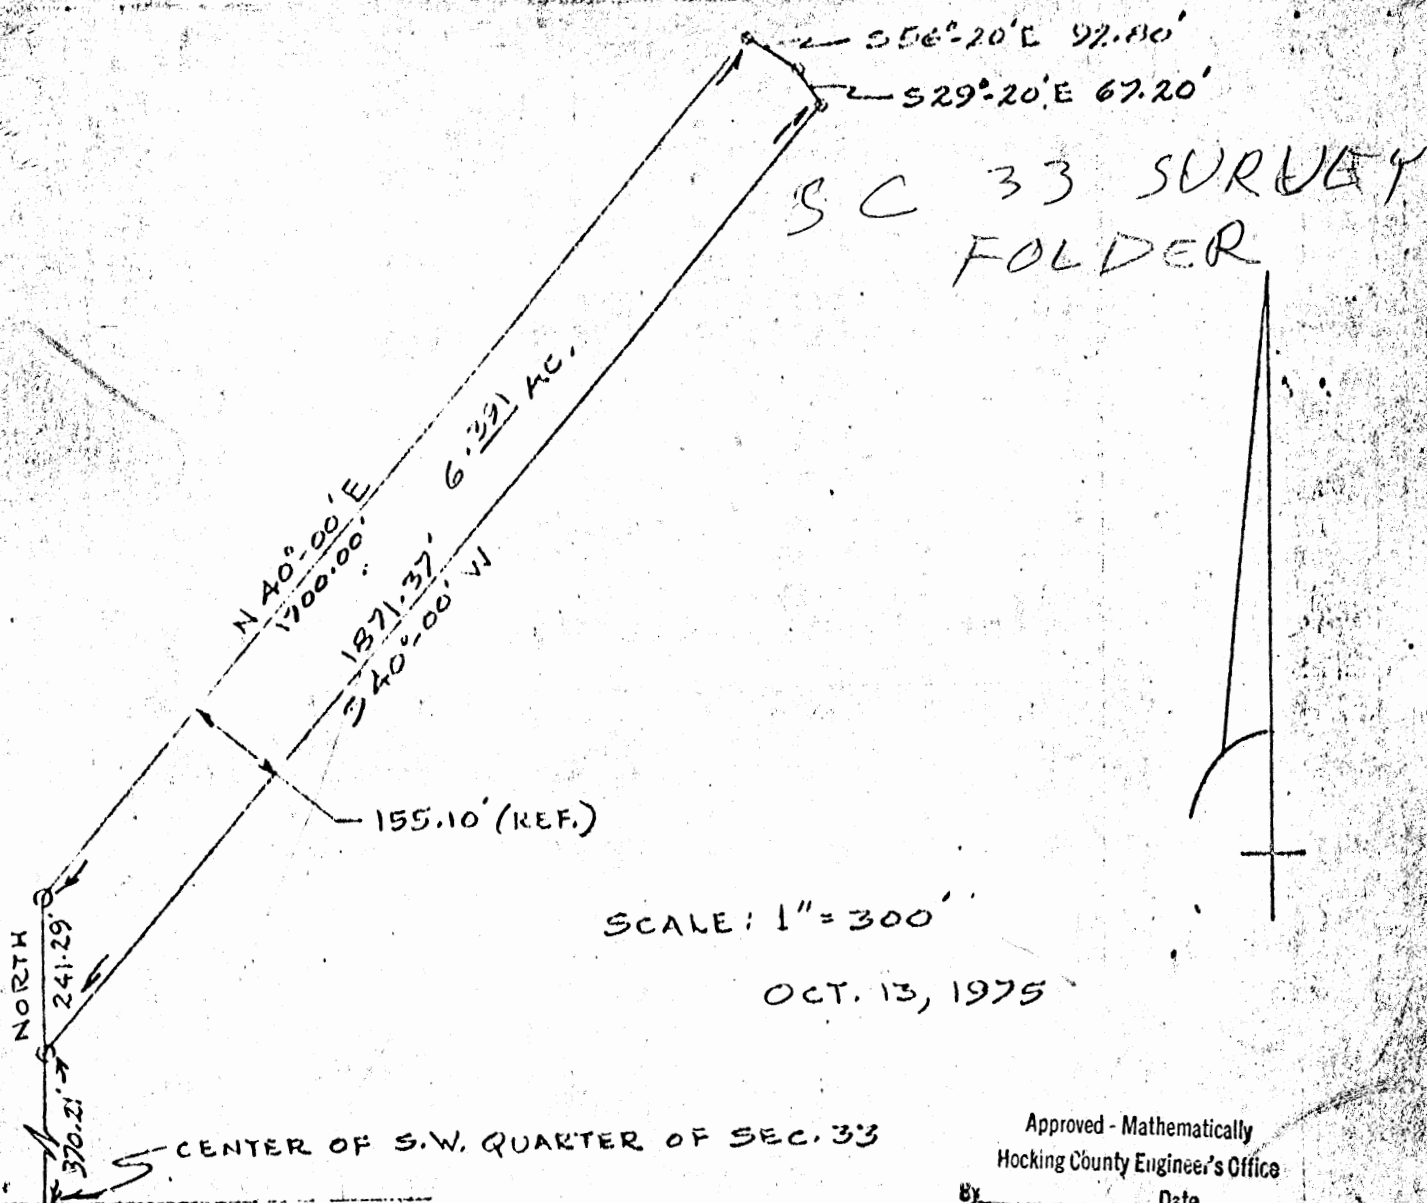 S56°-20'E 92.80'
S29°-20'E 67.20'
SC 33 SURVEY
FOLDER
6.391 AC.
N 40°-00' E
1700.00'
1871.37'
S 40°-00' W
155.10' (REF.)
SCALE: 1" = 300'
OCT. 13, 1975
NORTH
241.29'
370.21'
CENTER OF S.W. QUARTER OF SEC. 33
Approved - Mathematically
Hocking County Engineer's Office
By Date